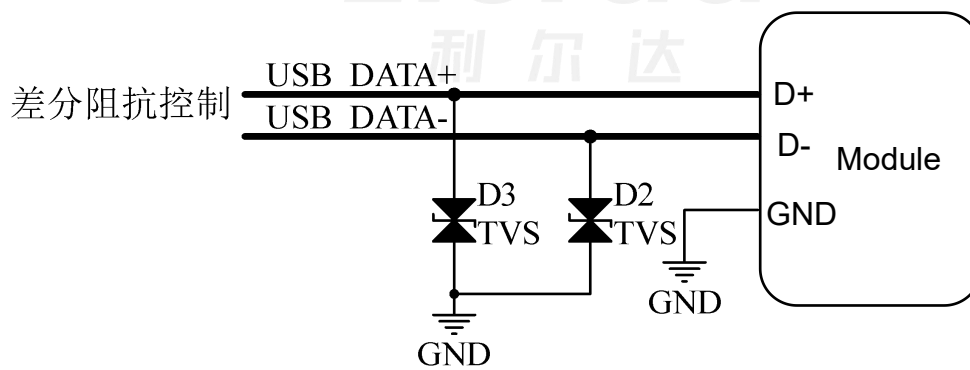 利尔达
USB DATA+
差分阻抗控制
USB DATA-
D+
D-
Module
D3
TVS
D2
TVS
GND
GND
GND